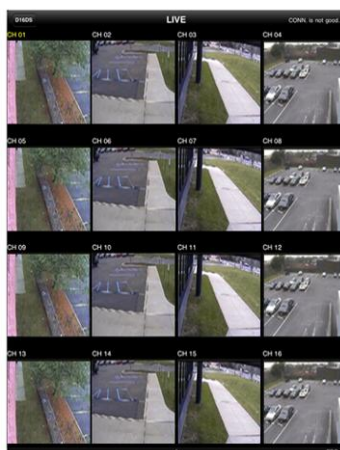 D16D5 LIVE CONN. is not good.
CH 01 CH 02 CH 03 CH 04
CH 05 CH 06 CH 07 CH 08
CH 09 CH 10 CH 11 CH 12
CH 13 CH 14 CH 15 CH 16